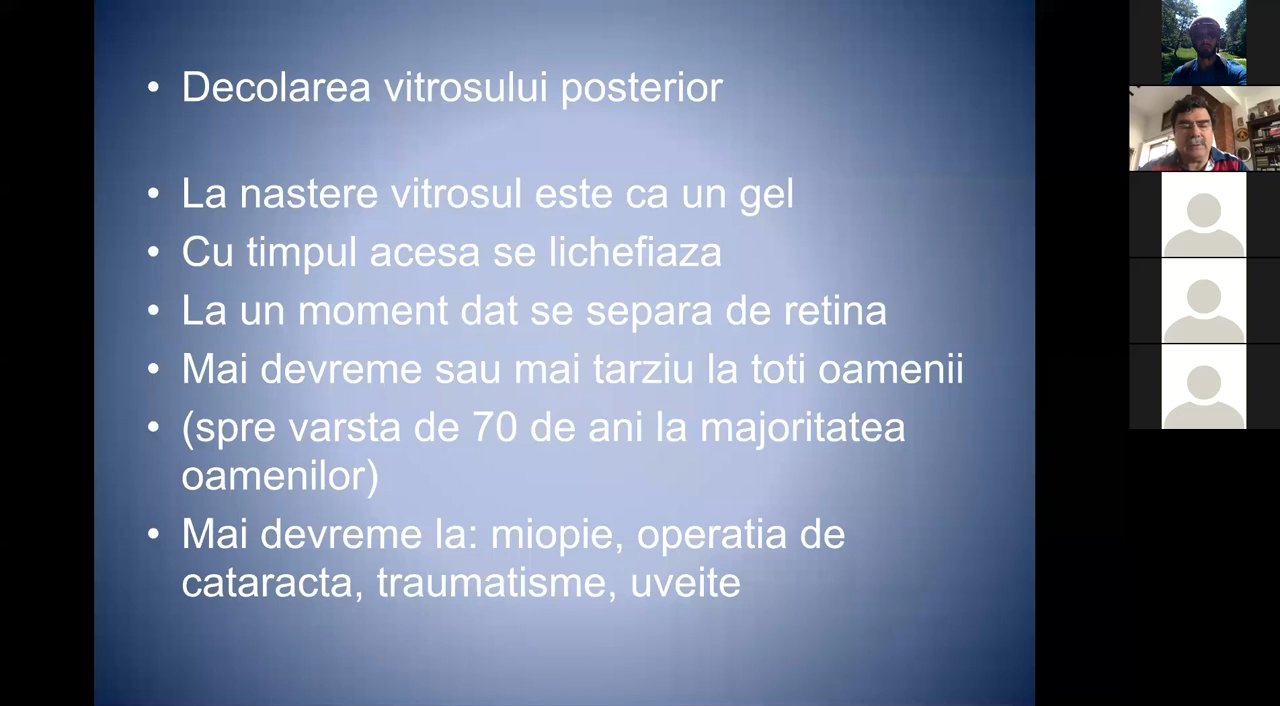 • Decolarea vitrosului posterior
• La nastere vitrosul este ca un gel
• Cu timpul acesa se lichefiaza
• La un moment dat se separa de retina
• Mai devreme sau mai tarziu la toti oamenii
• (spre varsta de 70 de ani la majoritatea
oamenilor)
• Mai devreme la: miopie, operatia de
cataracta, traumatisme, uveite